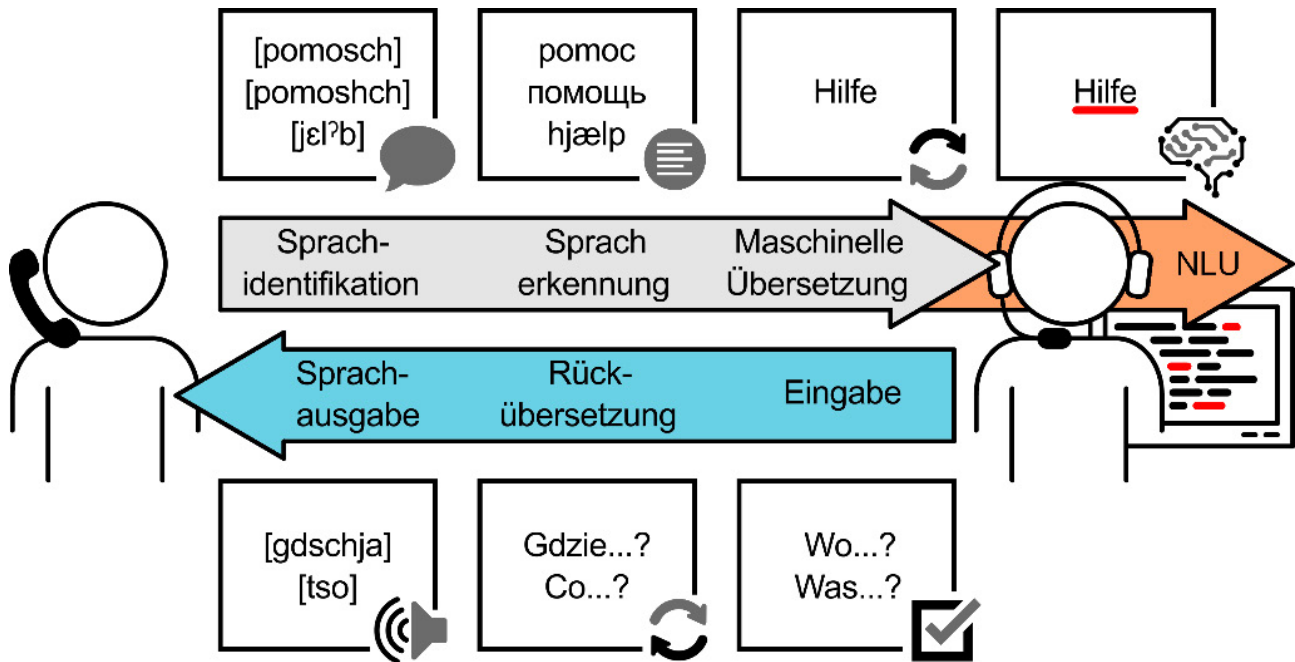 [pomosch]
[pomoshch]
[jɛlˀb]
pomoc
помощь
hjælp
Hilfe
Hilfe
Sprach-
identifikation
Sprach
erkennung
Maschinelle
Übersetzung
NLU
Sprach-
ausgabe
Rück-
übersetzung
Eingabe
[gdschja]
[tso]
Gdzie...?
Co...?
Wo...?
Was...?